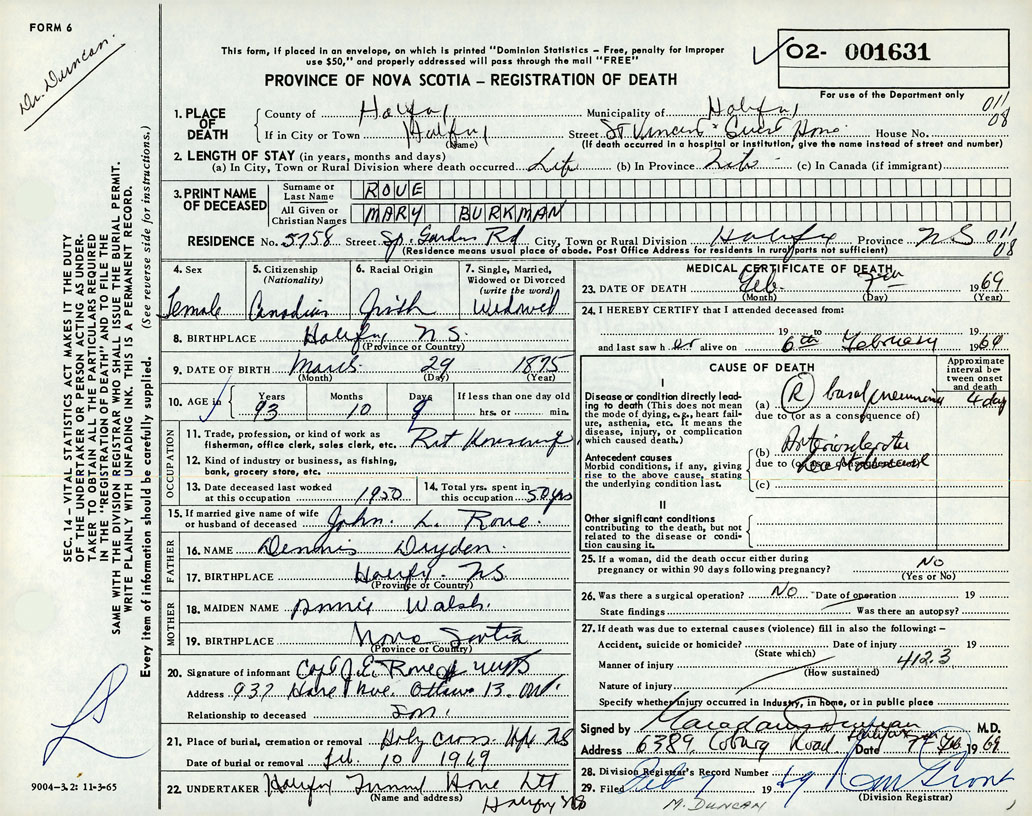 FORM 6
Dr. Duncan.
This form, if placed in an envelope, on which is printed "Dominion Statistics – Free, penalty for improper
use $50," and properly addressed will pass through the mail "FREE"
PROVINCE OF NOVA SCOTIA – REGISTRATION OF DEATH
02- 001631
For use of the Department only
011
08
1. PLACE OF DEATH
County of Halifax Municipality of Halifax
If in City or Town Halifax Street St Vincent's Guest Home House No.
(Name) (If death occurred in a hospital or institution, give the name instead of street and number)
2. LENGTH OF STAY (in years, months and days)
(a) In City, Town or Rural Division where death occurred Life (b) In Province Life (c) In Canada (if immigrant)
3. PRINT NAME OF DECEASED
Surname or Last Name ROUE
All Given or Christian Names MARY BURKMAN
RESIDENCE No. 5758 Street Sp. Garden Rd City, Town or Rural Division Halifax Province NS 011
08
(Residence means usual place of abode. Post Office Address for residents in rural parts not sufficient)
4. Sex
Female
5. Citizenship
(Nationality)
Canadian
6. Racial Origin
7. Single, Married,
Widowed or Divorced
(write the word)
Widowed
8. BIRTHPLACE Halifax N.S.
(Province or Country)
9. DATE OF BIRTH March 29 1875
(Month) (Day) (Year)
10. AGE in Years 93 Months 10 Days 9 If less than one day old
hrs. or min.
OCCUPATION
11. Trade, profession, or kind of work as
fisherman, office clerk, sales clerk, etc. Ret Housewife
12. Kind of industry or business, as fishing,
bank, grocery store, etc.
13. Date deceased last worked
at this occupation 1950
14. Total yrs. spent in
this occupation 50 yrs
15. If married give name of wife
or husband of deceased John L. Roue.
FATHER
16. NAME Dennis Dryden.
17. BIRTHPLACE Halifax NS.
(Province or Country)
MOTHER
18. MAIDEN NAME Annie Walsh.
19. BIRTHPLACE Nova Scotia
(Province or Country)
20. Signature of informant Capt J.E. Roue
Address 937 Hare Ave. Ottawa 13. Ont.
Relationship to deceased Son.
21. Place of burial, cremation or removal Holy Cross. Hfx NS
Date of burial or removal Feb. 10 1969
22. UNDERTAKER Halifax Funeral Home Ltd
(Name and address)
Halifax NS
MEDICAL CERTIFICATE OF DEATH
23. DATE OF DEATH Feb. 7th 1969
(Month) (Day) (Year)
24. I HEREBY CERTIFY that I attended deceased from:
19 to 19
and last saw her alive on 6th February 1969
CAUSE OF DEATH
Approximate
interval be-
tween onset
and death
I
Disease or condition directly lead-
ing to death (This does not mean
the mode of dying, e.g., heart fail-
ure, asthenia, etc. It means the
disease, injury, or complication
which caused death.)
(a) (R) basal pneumonia 4 day
due to (or as a consequence of)
Antecedent causes
Morbid conditions, if any, giving
rise to the above cause, stating
the underlying condition last.
(b)
due to
(c)
II
Other significant conditions
contributing to the death, but not
related to the disease or condi-
tion causing it.
25. If a woman, did the death occur either during
pregnancy or within 90 days following pregnancy? NO
(Yes or No)
26. Was there a surgical operation? NO Date of operation 19
State findings Was there an autopsy?
27. If death was due to external causes (violence) fill in also the following: –
Accident, suicide or homicide? Date of injury 19
(State which)
Manner of injury 412.3
(How sustained)
Nature of injury
Specify whether injury occurred in Industry, in home, or in public place
Signed by M.D.
Address 6389 Coburg Road Halifax Date 7 Feb 1969
28. Division Registrar's Record Number
29. Filed Feb 7 1969
(Division Registrar)
M. DUNCAN
SEC. 14 – VITAL STATISTICS ACT MAKES IT THE DUTY
OF THE UNDERTAKER OR PERSON ACTING AS UNDER-
TAKER TO OBTAIN ALL THE PARTICULARS REQUIRED
IN THE "REGISTRATION OF DEATH" AND TO FILE THE
SAME WITH THE DIVISION REGISTRAR WHO SHALL ISSUE THE BURIAL PERMIT.
WRITE PLAINLY WITH UNFADING INK. THIS IS A PERMANENT RECORD.
Every item of information should be carefully supplied. (See reverse side for instructions.)
9004-3.2: 11-3-65